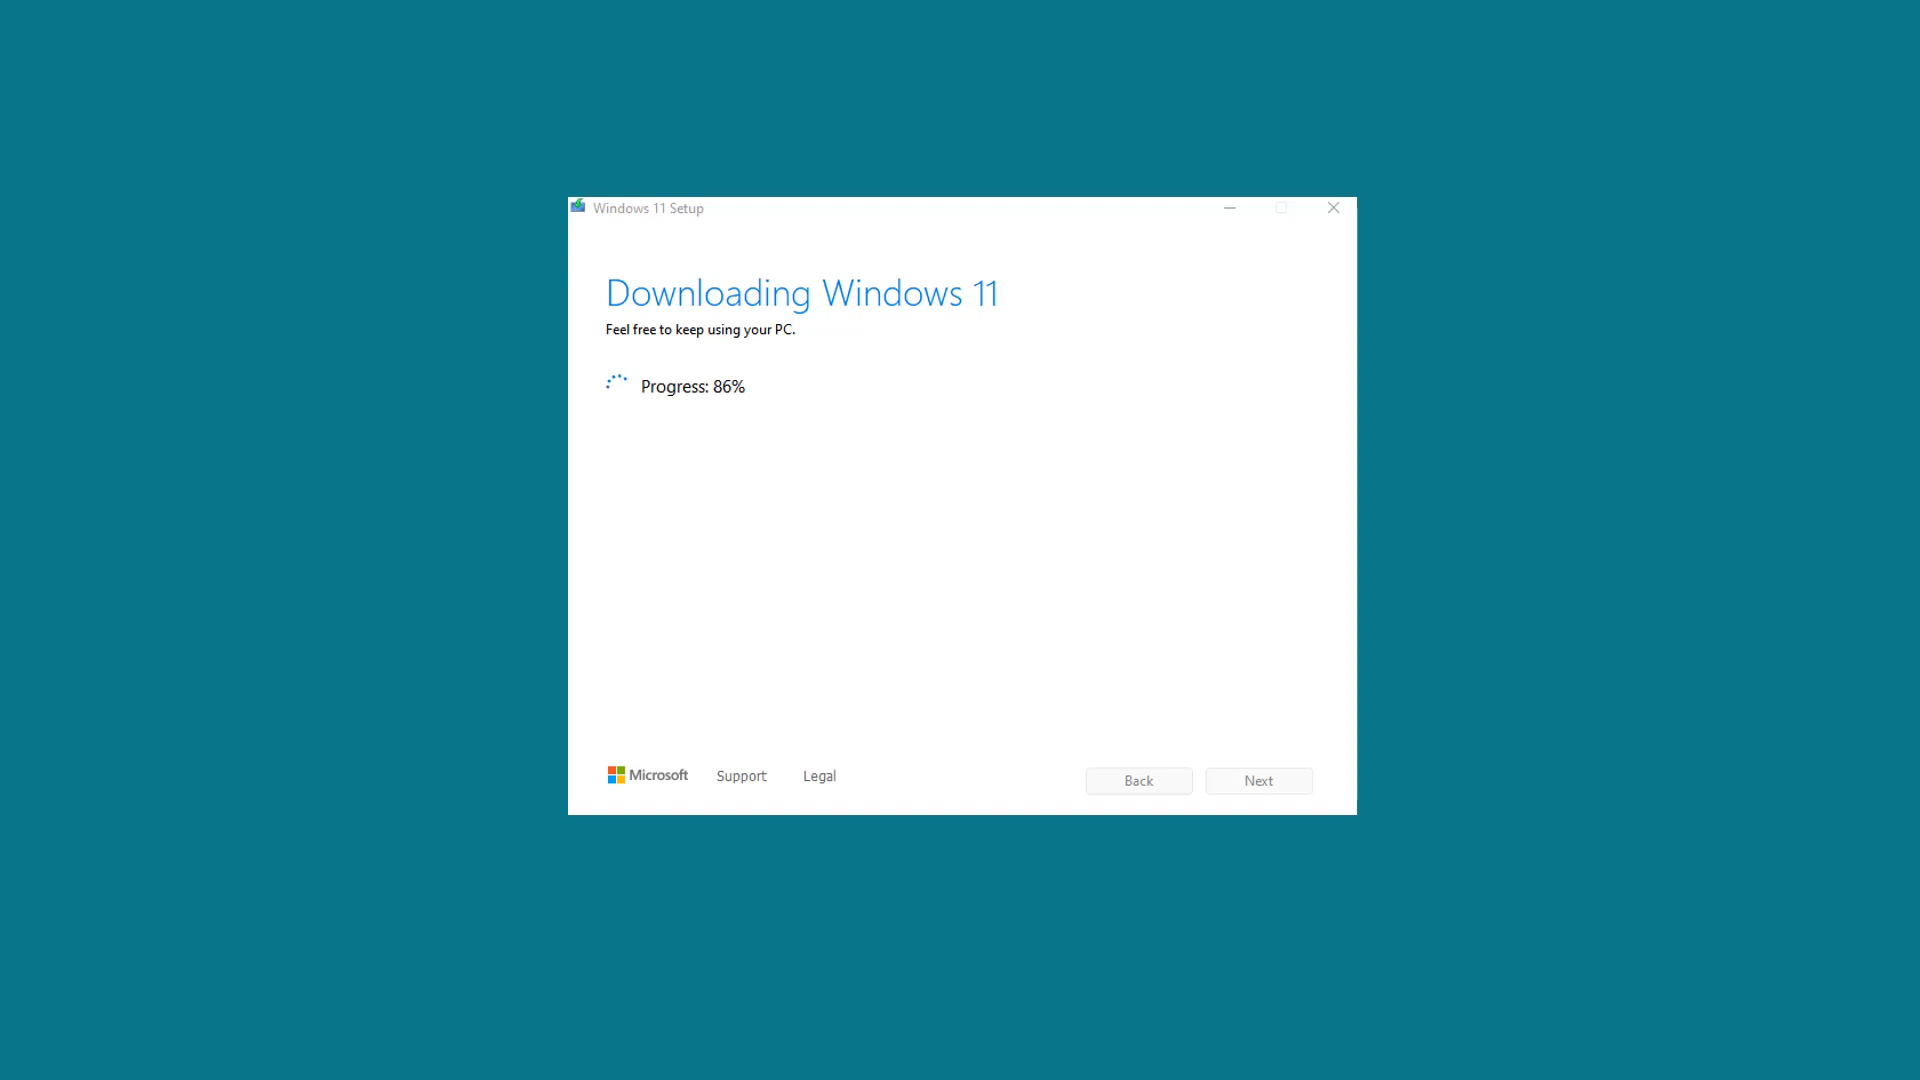 Windows 11 Setup
Downloading Windows 11
Feel free to keep using your PC.
Progress: 86%
Microsoft
Support
Legal
Back
Next